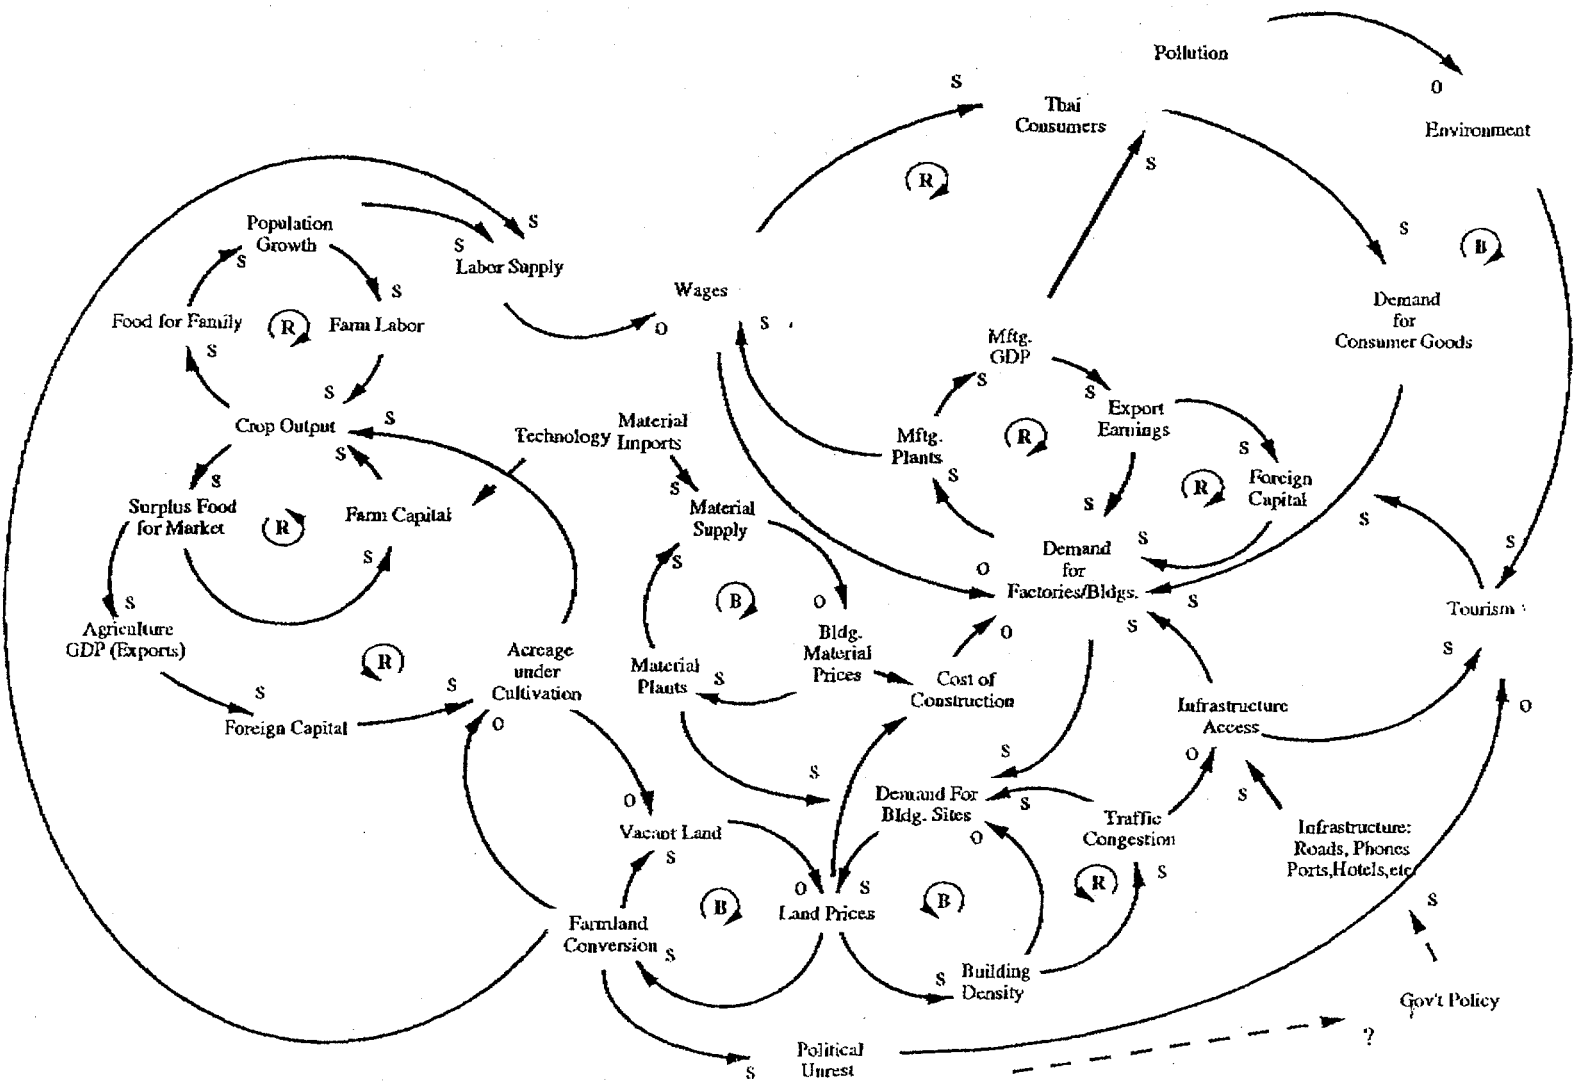 Pollution
S
O
Thai
Consumers
Environment
S
R
Population
Growth
S
S
S
S
Labor Supply
S
B
Wages
S
Food for Family
R
Farm Labor
O
S
Demand
for
Consumer Goods
S
Mftg.
GDP
S
S
S
S
S
Export
Earnings
Crop Output
Technology
Material
Imports
Mftg.
Plants
R
S
S
S
S
S
R
Foreign
Capital
Surplus Food
for Market
R
Farm Capital
Material
Supply
S
S
S
S
S
S
O
Demand
for
Factories/Bldgs.
B
O
S
S
Tourism
Agriculture
GDP (Exports)
R
Acreage
under
Cultivation
Bldg.
Material
Prices
O
S
S
Material
Plants
S
Cost of
Construction
S
S
Foreign Capital
O
Infrastructure
Access
O
S
O
S
O
S
Demand For
Bldg. Sites
S
Traffic
Congestion
Vacant Land
S
O
Infrastructure:
Roads, Phones
Ports,Hotels,etc
O
S
B
B
R
S
S
Land Prices
Farmland
Conversion
S
S
Building
Density
Gov't Policy
?
Political
Unrest
S